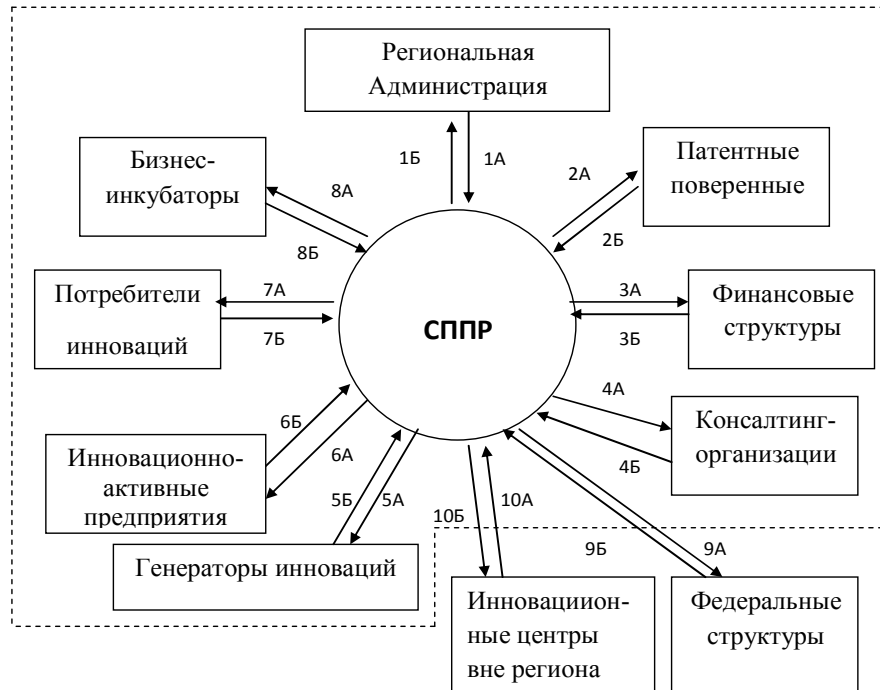 Региональная
Администрация
1Б
1А
Бизнес-
инкубаторы
8А
8Б
2А
2Б
Патентные
поверенные
Потребители
инноваций
7А
7Б
СППР
3А
3Б
Финансовые
структуры
4А
4Б
Консалтинг-
организации
6Б
6А
Инновационно-
активные
предприятия
5Б
5А
Генераторы инноваций
10Б
10А
9Б
9А
Инновациион-
ные центры
вне региона
Федеральные
структуры